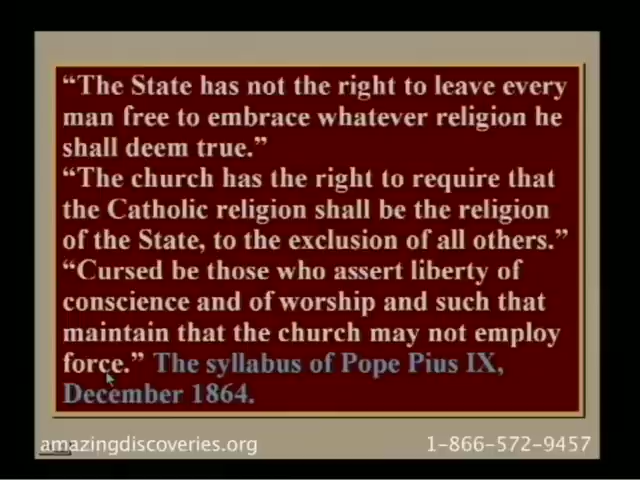 “The State has not the right to leave every
man free to embrace whatever religion he
shall deem true.”
“The church has the right to require that
the Catholic religion shall be the religion
of the State, to the exclusion of all others.”
“Cursed be those who assert liberty of
conscience and of worship and such that
maintain that the church may not employ
force.” The syllabus of Pope Pius IX,
December 1864.
amazingdiscoveries.org 1-866-572-9457